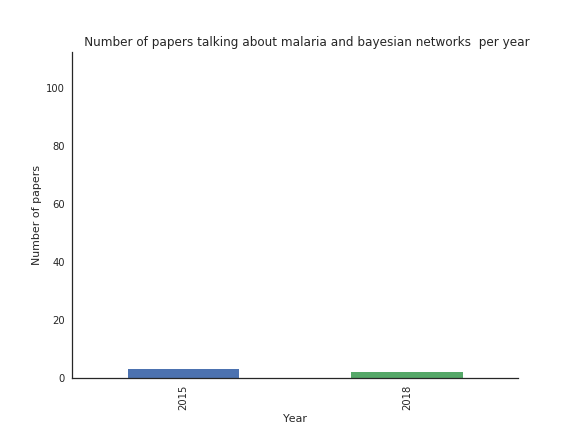 Number of papers talking about malaria and bayesian networks  per year
100
80
60
40
20
0
Number of papers
2015
2018
Year